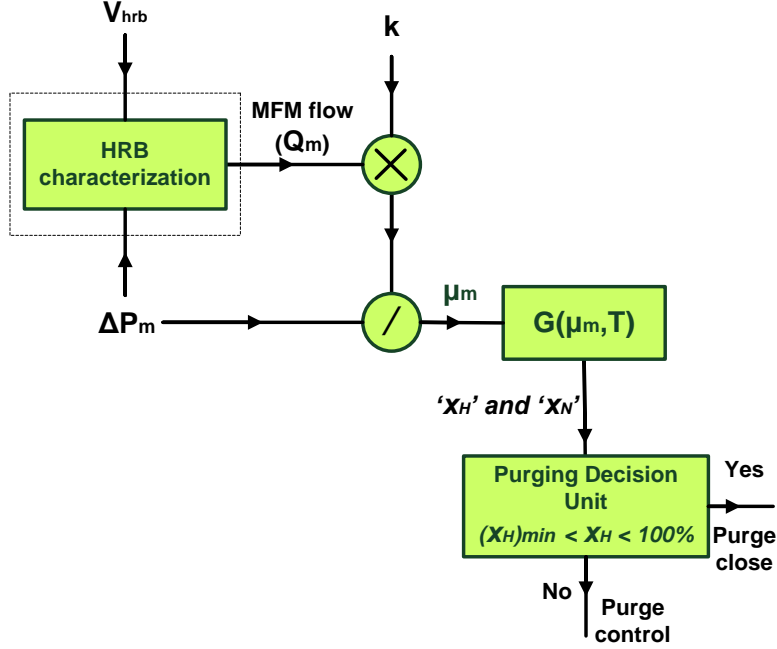 Vhrb
k
MFM flow
(Qm)
HRB
characterization
ΔPm
/
μm
G(μm,T)
‘xH’ and ‘xN’
Purging Decision
Unit
(xH)min < xH < 100%
Yes
Purge
close
No
Purge
control